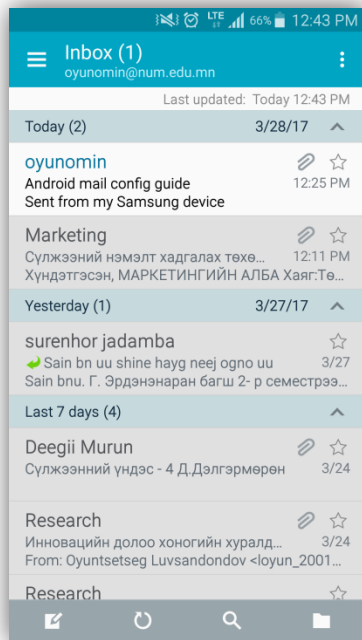 LTE 66% 12:43 PM
Inbox (1)
oyunomin@num.edu.mn
Last updated: Today 12:43 PM
Today (2) 3/28/17
oyunomin
Android mail config guide 12:25 PM
Sent from my Samsung device
Marketing
Сүлжээний нэмэлт хадгалах төхө... 12:11 PM
Хүндэтгэсэн, МАРКЕТИНГИЙН АЛБА Хаяг:Тө...
Yesterday (1) 3/27/17
surenhor jadamba
Sain bn uu shine hayg neej ogno uu 3/27
Sain bnu. Г. Эрдэнэнаран багш 2- р семестрээ...
Last 7 days (4)
Deegii Murun
Сүлжээнний үндэс - 4 Д.Дэлгэрмөрөн 3/24
Research
Инновацийн долоо хоногийн хуралд... 3/24
From: Oyuntsetseg Luvsandondov <loyun_2001...
Research